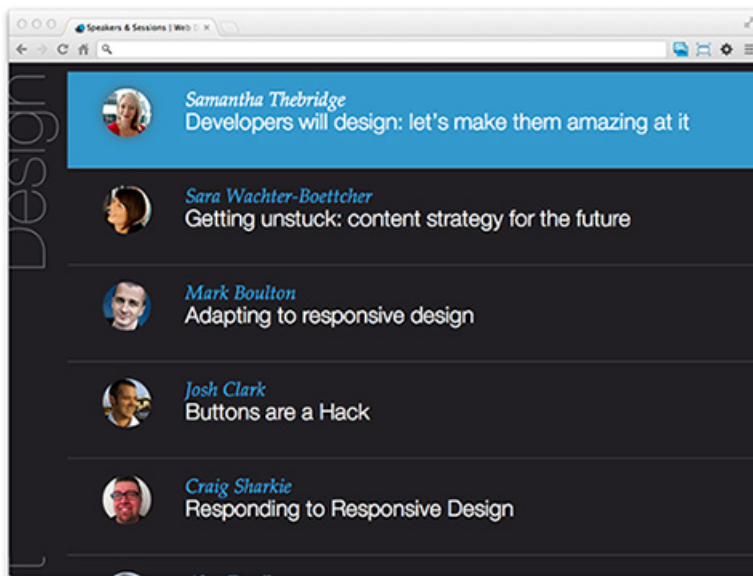 Speakers & Sessions | Web
Design
Samantha Thebridge
Developers will design: let's make them amazing at it
Sara Wachter-Boettcher
Getting unstuck: content strategy for the future
Mark Boulton
Adapting to responsive design
Josh Clark
Buttons are a Hack
Craig Sharkie
Responding to Responsive Design